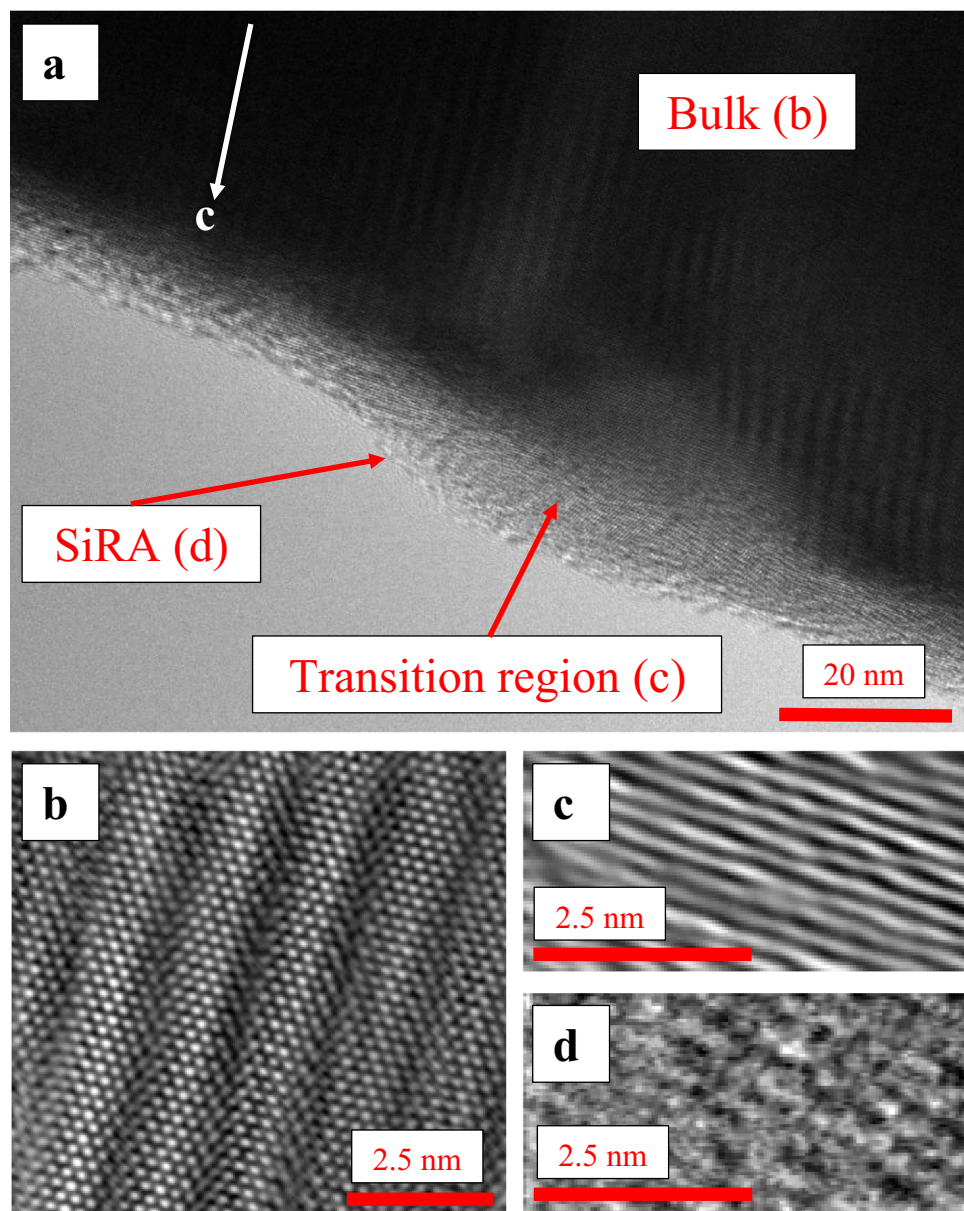 a
Bulk (b)
c
SiRA (d)
Transition region (c)
20 nm
b
2.5 nm
c
2.5 nm
d
2.5 nm